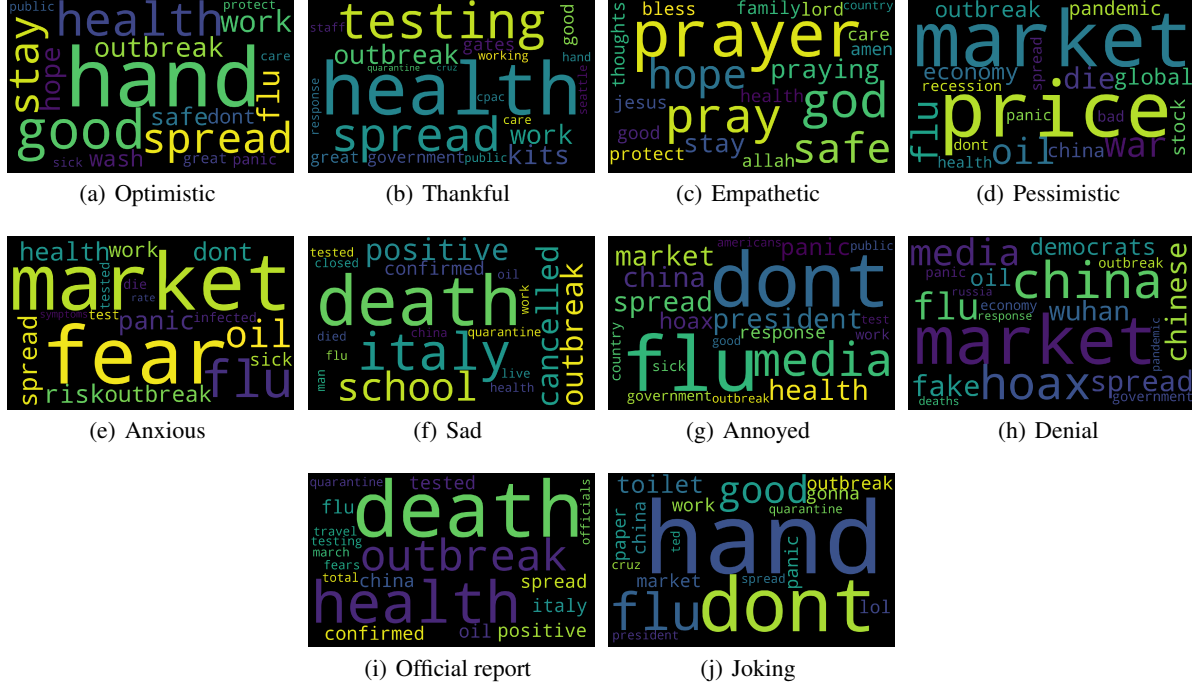 public health protect work
stay hope outbreak care
hand flu
good safe dont spread
sick wash great panic
(a) Optimistic
staff testing good
outbreak gates working hand
quarantine cruz
response health cpac seattle
spread care work
great government public kits
(b) Thankful
thoughts bless family lord country
prayer care amen
hope praying
jesus health god
good pray
protect stay allah safe
(c) Empathetic
outbreak pandemic
market
economy spread die global
recession
flu price panic bad stock
dont
health oil china war
(d) Pessimistic
health work dont
market
tested die rate
symptoms test panic infected
spread fear oil
sick
risk outbreak flu
(e) Anxious
tested positive
closed confirmed oil
death work cancelled outbreak
died china quarantine
flu italy live
man school health
(f) Sad
americans panic public
market
china dont
spread president
hoax response test
good work
country sick flu media
government outbreak health
(g) Annoyed
media democrats
panic oil outbreak chinese
russia china
flu economy wuhan
response
market pandemic
fake hoax spread
deaths government
(h) Denial
quarantine tested officials
flu death
travel
testing outbreak
march
fears
total china spread
health italy
confirmed oil positive
(i) Official report
toilet good outbreak
gonna
paper china work quarantine
ted hand panic
cruz
market spread
flu dont lol
president
(j) Joking